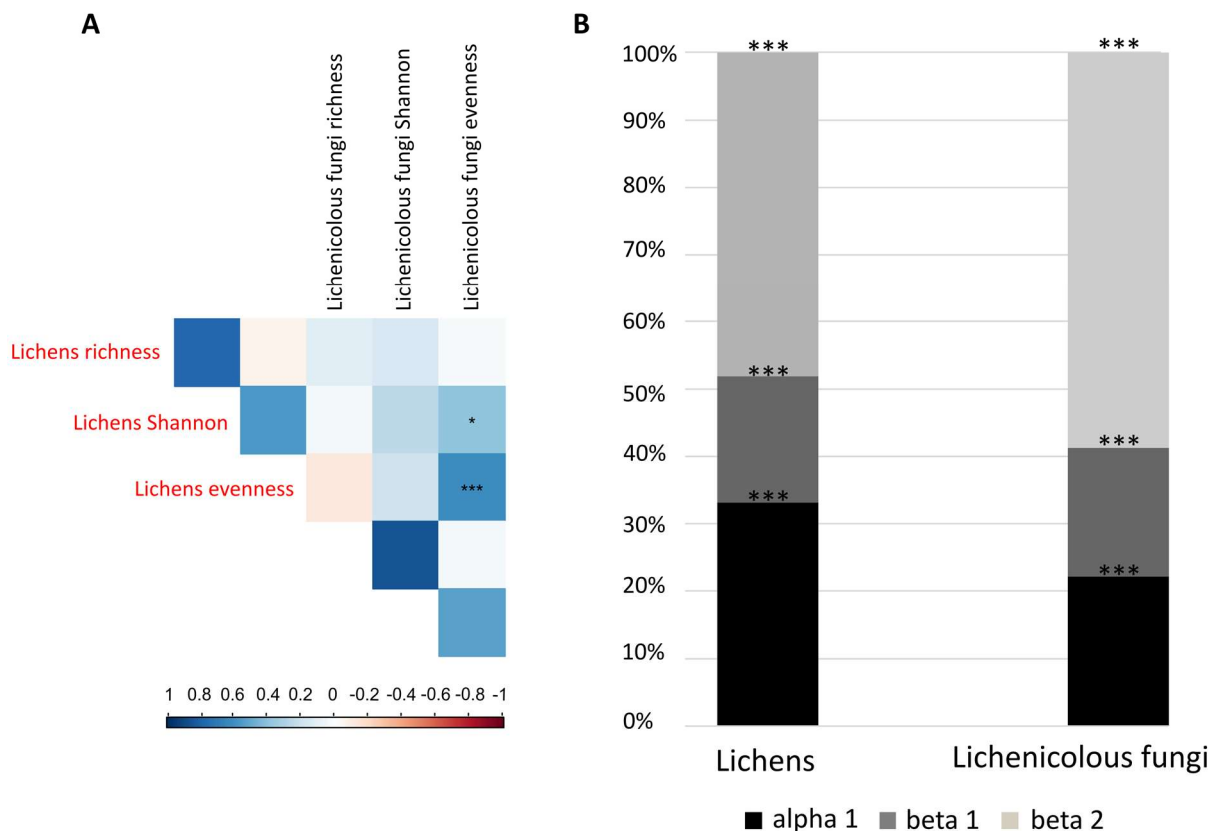 A
Lichenicolous fungi richness
Lichenicolous fungi Shannon
Lichenicolous fungi evenness
Lichens richness
Lichens Shannon
*
Lichens evenness
***
1 0.8 0.6 0.4 0.2 0 -0.2 -0.4 -0.6 -0.8 -1
B
100%
90%
80%
70%
60%
50%
40%
30%
20%
10%
0%
*** ***
***
***
***
***
Lichens Lichenicolous fungi
alpha 1 beta 1 beta 2